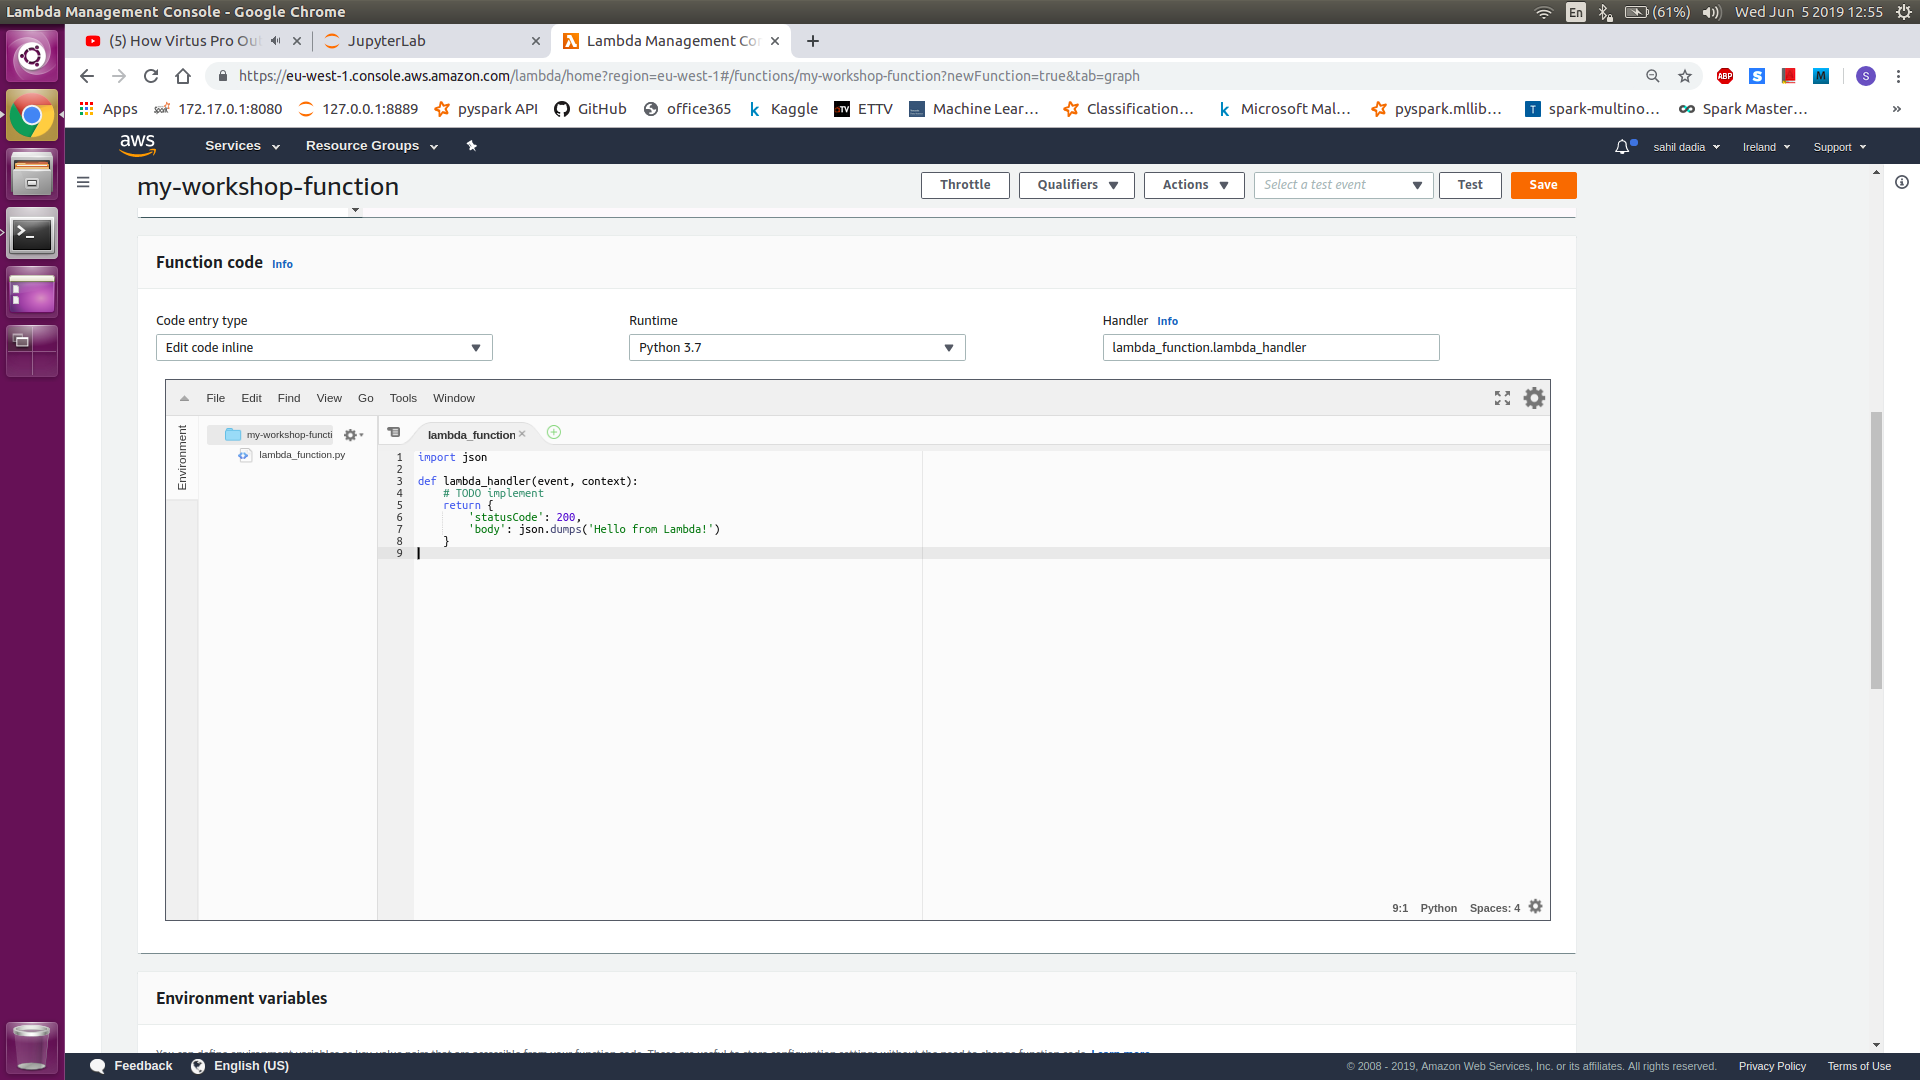 Lambda Management Console - Google Chrome
En (61%) Wed Jun 5 2019 12:55
(5) How Virtus Pro Ou
JupyterLab
Lambda Management Co
https://eu-west-1.console.aws.amazon.com/lambda/home?region=eu-west-1#/functions/my-workshop-function?newFunction=true&tab=graph
ABP S M S
Apps 172.17.0.1:8080 127.0.0.1:8889 pyspark API GitHub office365 Kaggle ETTV Machine Lear... Classification... Microsoft Mal... pyspark.mllib... spark-multino... Spark Master... »
aws Services Resource Groups sahil dadia Ireland Support
my-workshop-function Throttle Qualifiers Actions Select a test event Test Save
Function code Info
Code entry type Runtime Handler Info
Edit code inline Python 3.7 lambda_function.lambda_handler
File Edit Find View Go Tools Window
Environment
my-workshop-functi
lambda_function.py
lambda_function
1 import json
2
3 def lambda_handler(event, context):
4 # TODO implement
5 return {
6 'statusCode': 200,
7 'body': json.dumps('Hello from Lambda!')
8 }
9
9:1 Python Spaces: 4
Environment variables
Feedback English (US) © 2008 - 2019, Amazon Web Services, Inc. or its affiliates. All rights reserved. Privacy Policy Terms of Use